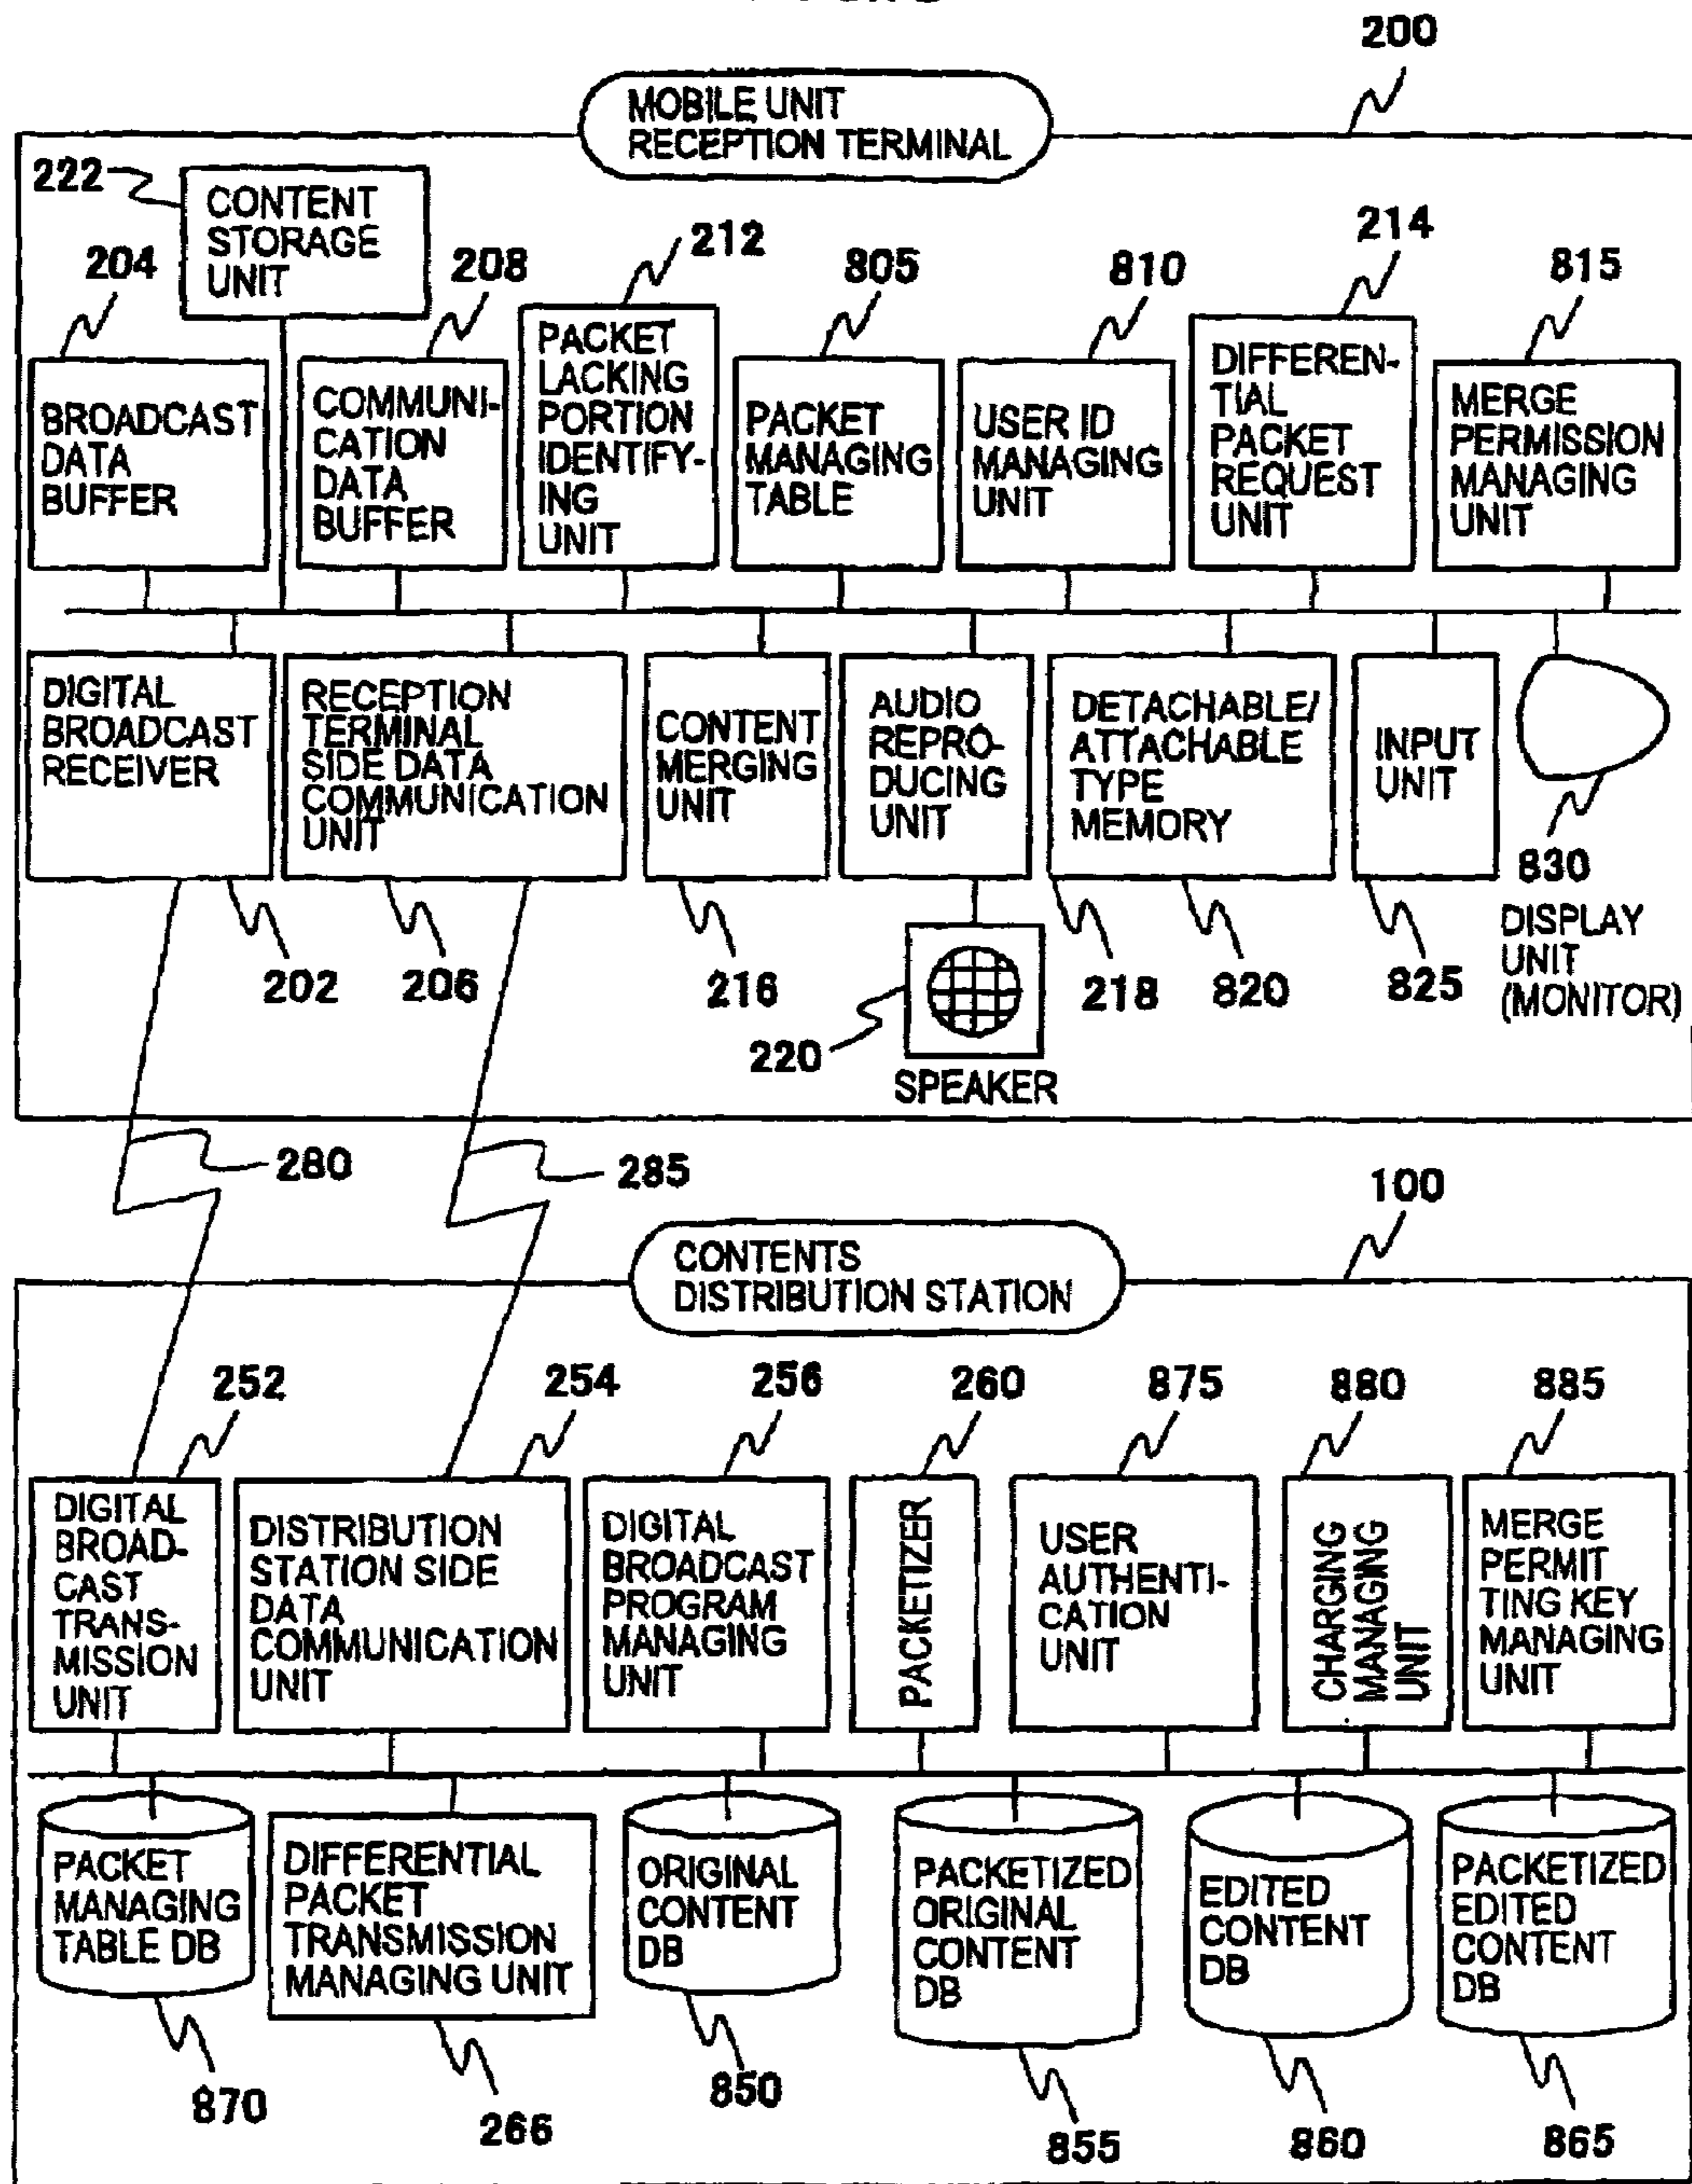 200
MOBILE UNIT
RECEPTION TERMINAL
222
CONTENT
STORAGE
UNIT
204
208
212
805
810
214
815
BROADCAST
DATA
BUFFER
COMMUNI-
CATION
DATA
BUFFER
PACKET
LACKING
PORTION
IDENTIFY-
ING
UNIT
PACKET
MANAGING
TABLE
USER ID
MANAGING
UNIT
DIFFEREN-
TIAL
PACKET
REQUEST
UNIT
MERGE
PERMISSION
MANAGING
UNIT
DIGITAL
BROADCAST
RECEIVER
RECEPTION
TERMINAL
SIDE DATA
COMMUNICATION
UNIT
CONTENT
MERGING
UNIT
AUDIO
REPRO-
DUCING
UNIT
DETACHABLE/
ATTACHABLE
TYPE
MEMORY
INPUT
UNIT
830
DISPLAY
UNIT
(MONITOR)
202
206
216
220
SPEAKER
218
820
825
280
285
100
CONTENTS
DISTRIBUTION STATION
252
254
256
260
875
880
885
DIGITAL
BROAD-
CAST
TRANS-
MISSION
UNIT
DISTRIBUTION
STATION SIDE
DATA
COMMUNICATION
UNIT
DIGITAL
BROADCAST
PROGRAM
MANAGING
UNIT
PACKETIZER
USER
AUTHENTI-
CATION
UNIT
CHARGING
MANAGING
UNIT
MERGE
PERMIT
TING KEY
MANAGING
UNIT
PACKET
MANAGING
TABLE DB
DIFFERENTIAL
PACKET
TRANSMISSION
MANAGING UNIT
ORIGINAL
CONTENT
DB
PACKETIZED
ORIGINAL
CONTENT
DB
EDITED
CONTENT
DB
PACKETIZED
EDITED
CONTENT
DB
870
266
850
855
860
865